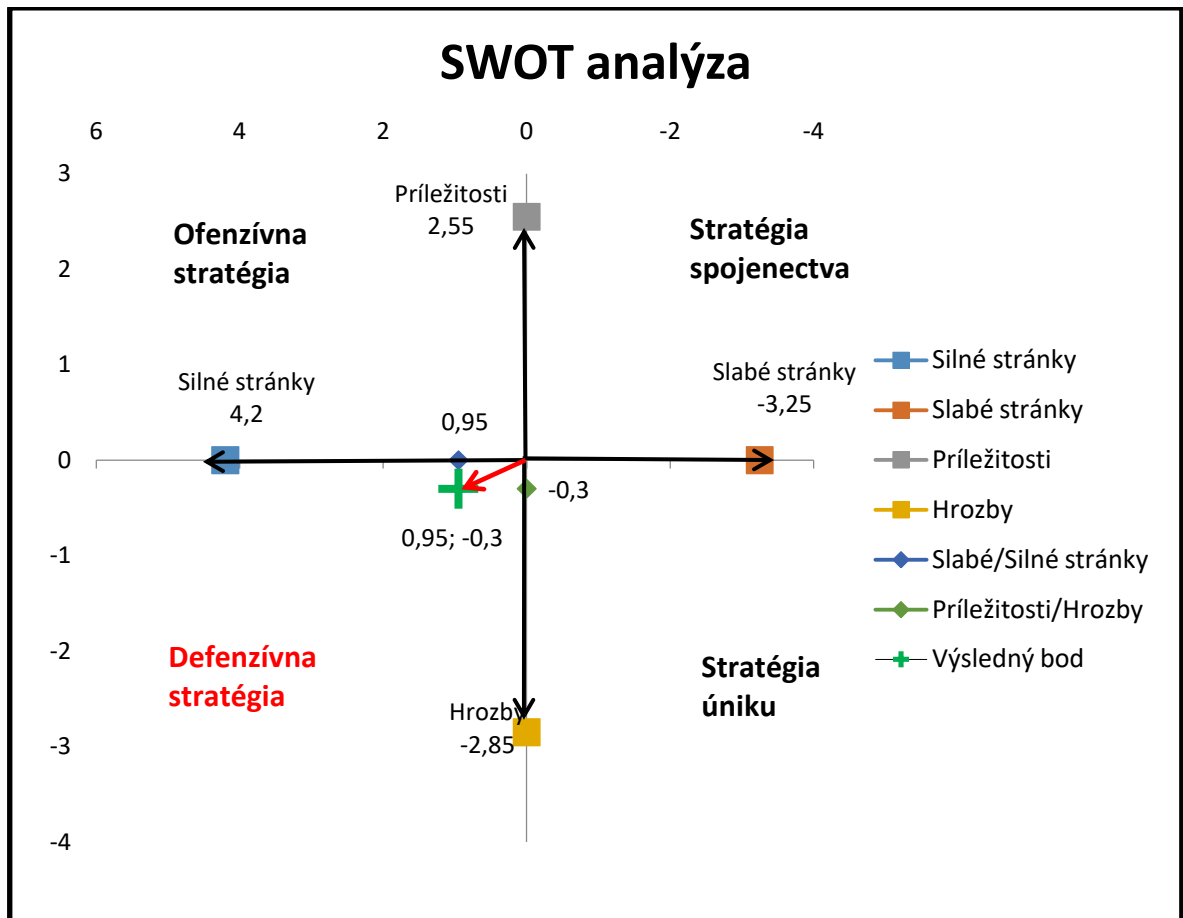 SWOT analýza
6 4 2 0 -2 -4
3
Príležitosti
2,55
Ofenzívna
stratégia
Stratégia
spojenectva
2
1
Silné stránky
4,2
0,95
Slabé stránky
-3,25
0
-0,3
0,95; -0,3
-1
-2
Defenzívna
stratégia
Stratégia
úniku
Hrozby
-2,85
-3
-4
Silné stránky
Slabé stránky
Príležitosti
Hrozby
Slabé/Silné stránky
Príležitosti/Hrozby
Výsledný bod